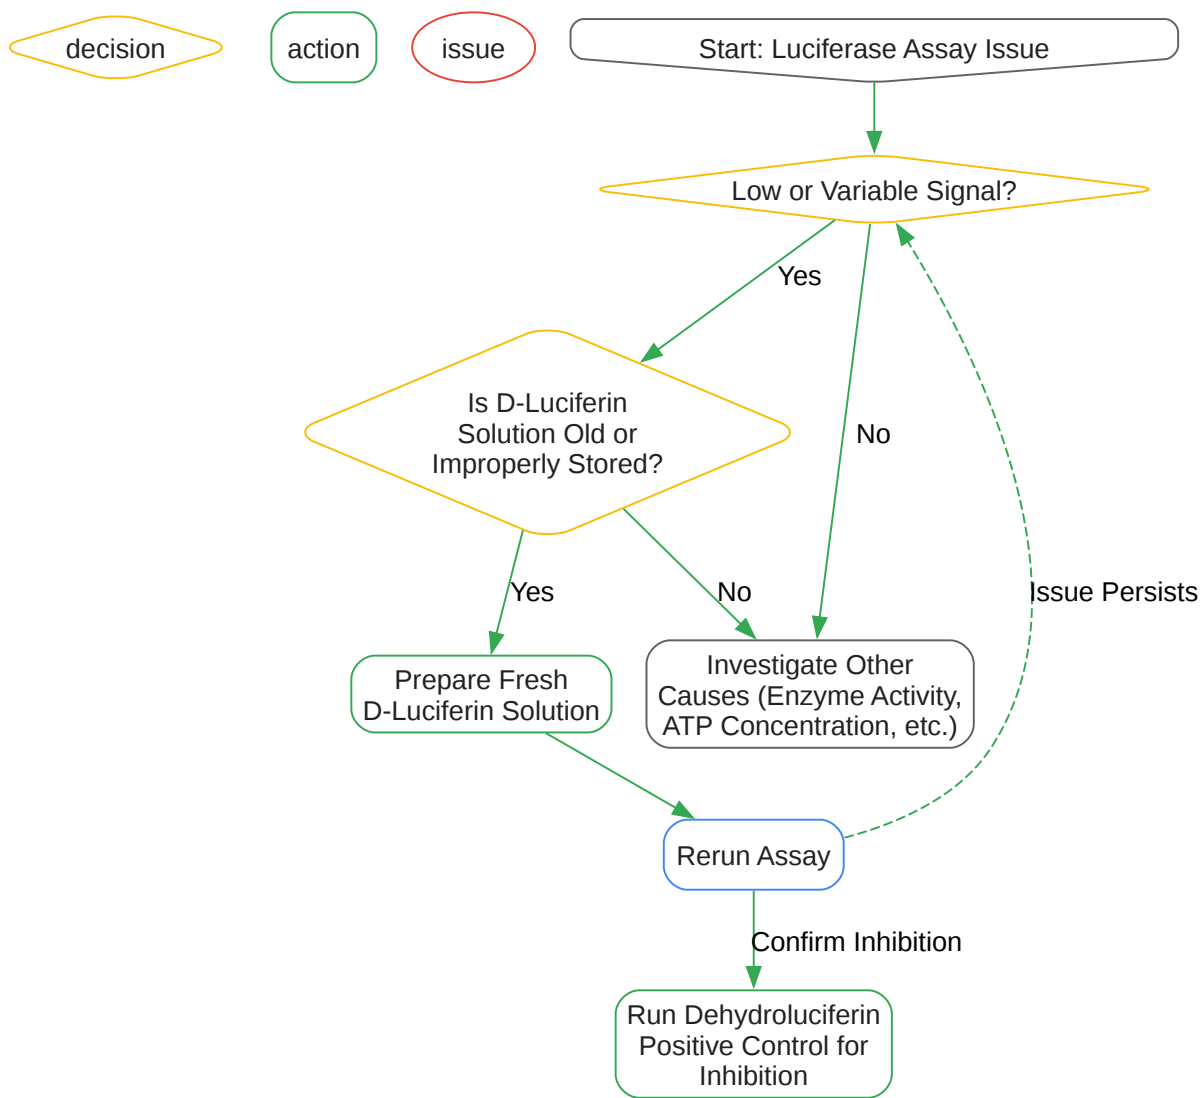 decision
action
issue
Start: Luciferase Assay Issue
Low or Variable Signal?
Yes
Is D-Luciferin
Solution Old or
Improperly Stored?
No
Yes
No
Issue Persists
Prepare Fresh
D-Luciferin Solution
Investigate Other
Causes (Enzyme Activity,
ATP Concentration, etc.)
Rerun Assay
Confirm Inhibition
Run Dehydroluciferin
Positive Control for
Inhibition